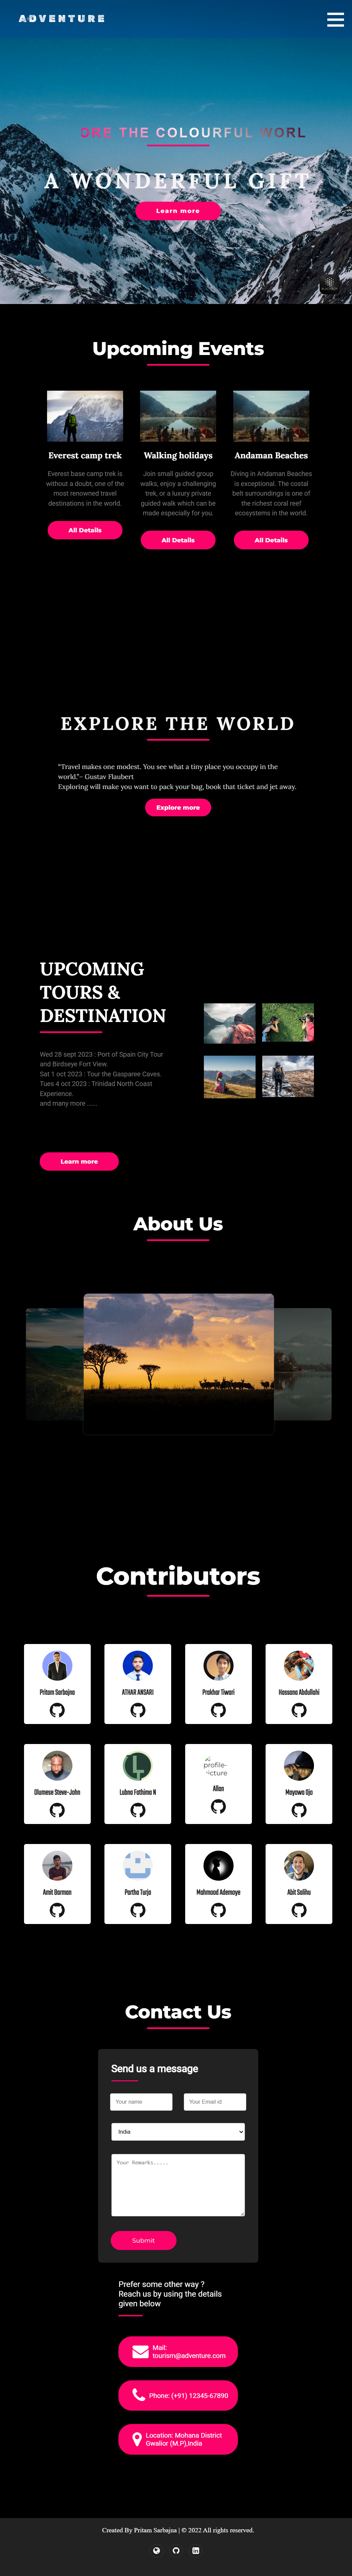 ADVENTURE
ORE THE COLOURFUL WORL
A WONDERFUL GIFT
Learn more
Upcoming Events
Everest camp trek
Everest base camp trek is
without a doubt, one of the
most renowned travel
destinations in the world.
All Details
Walking holidays
Join small guided group
walks, enjoy a challenging
trek, or a luxury private
guided walk which can be
made especially for you.
All Details
Andaman Beaches
Diving in Andaman Beaches
is exceptional. The costal
belt surroundings is one of
the richest coral reef
ecosystems in the world.
All Details
EXPLORE THE WORLD
“Travel makes one modest. You see what a tiny place you occupy in the
world.”– Gustav Flaubert
Exploring will make you want to pack your bag, book that ticket and jet away.
Explore more
UPCOMING
TOURS &
DESTINATION
Wed 28 sept 2023 : Port of Spain City Tour
and Birdseye Fort View.
Sat 1 oct 2023 : Tour the Gasparee Caves.
Tues 4 oct 2023 : Trinidad North Coast
Experience.
and many more ......
Learn more
About Us
Contributors
Pritam Sarbajna
ATHAR ANSARI
Prakhar Tiwari
Hassana Abdullahi
Olumese Steve-John
Lubna Fathima N
profile-
picture
Allan
Mayowa Ojo
Amit Barman
Partha Turjo
Mahmood Ademoye
Abit Salihu
Contact Us
Send us a message
Your name
Your Email id
India
Your Remarks.....
Submit
Prefer some other way ?
Reach us by using the details
given below
Mail:
tourism@adventure.com
Phone: (+91) 12345-67890
Location: Mohana District
Gwalior (M.P),India
Created By Pritam Sarbajna | © 2022 All rights reserved.